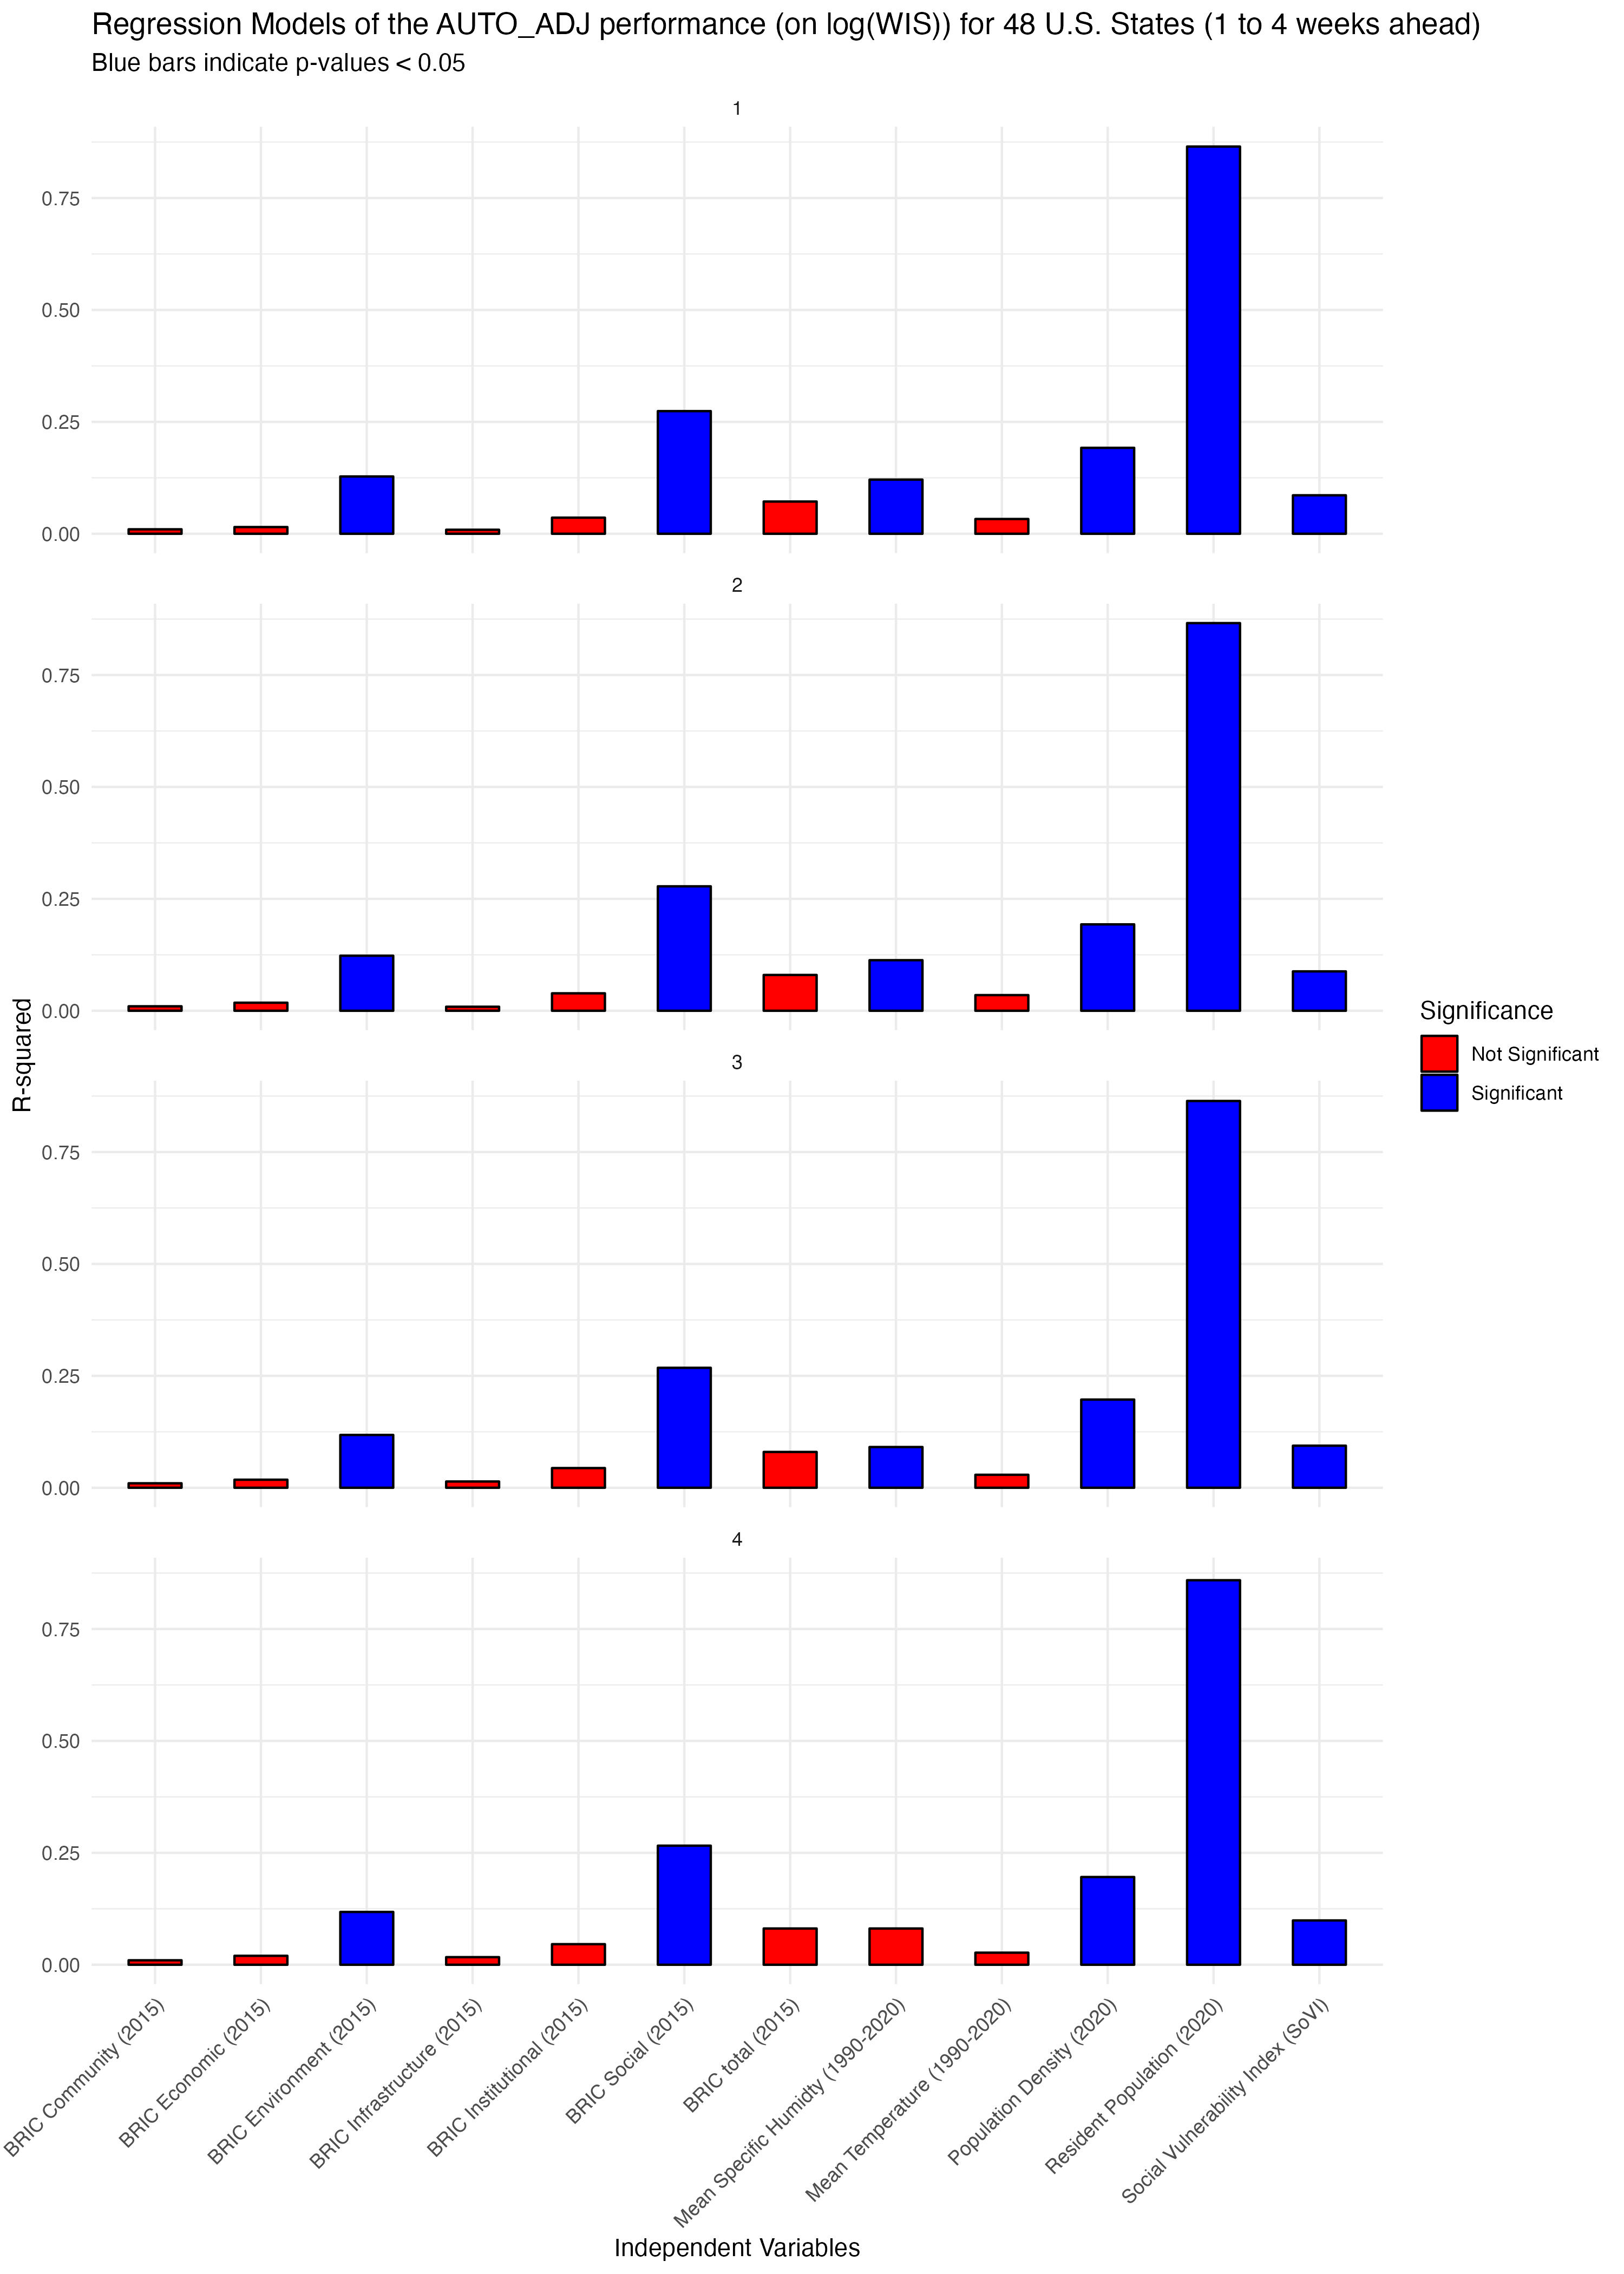 Regression Models of the AUTO_ADJ performance (on log(WIS)) for 48 U.S. States (1 to 4 weeks ahead)
Blue bars indicate p-values < 0.05
1
0.75
0.50
0.25
0.00
2
0.75
0.50
0.25
0.00
3
0.75
0.50
0.25
0.00
4
0.75
0.50
0.25
0.00
R-squared
BRIC Community (2015)
BRIC Economic (2015)
BRIC Environment (2015)
BRIC Infrastructure (2015)
BRIC Institutional (2015)
BRIC Social (2015)
BRIC total (2015)
Mean Specific Humidty (1990-2020)
Mean Temperature (1990-2020)
Population Density (2020)
Resident Population (2020)
Social Vulnerability Index (SoVI)
Independent Variables
Significance
Not Significant
Significant